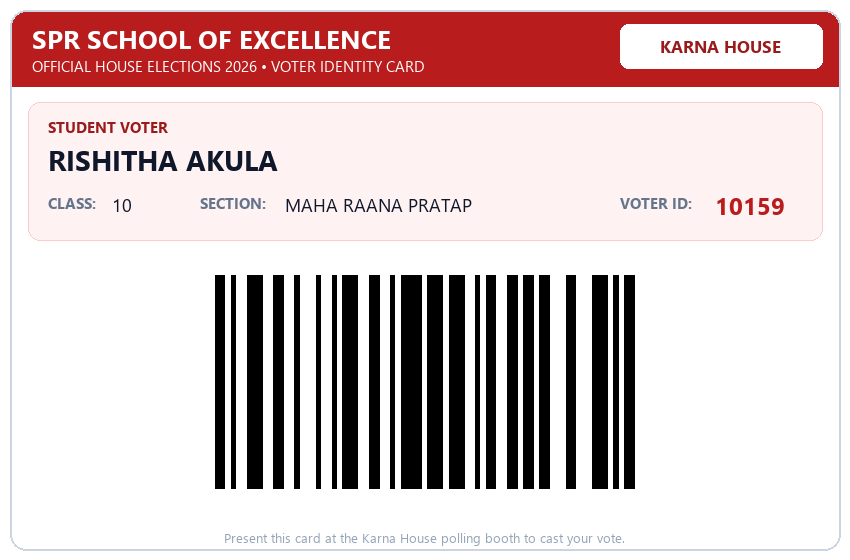 SPR SCHOOL OF EXCELLENCE
OFFICIAL HOUSE ELECTIONS 2026 • VOTER IDENTITY CARD
KARNA HOUSE
STUDENT VOTER
RISHITHA AKULA
CLASS: 10 SECTION: MAHA RAANA PRATAP VOTER ID: 10159
Present this card at the Karna House polling booth to cast your vote.